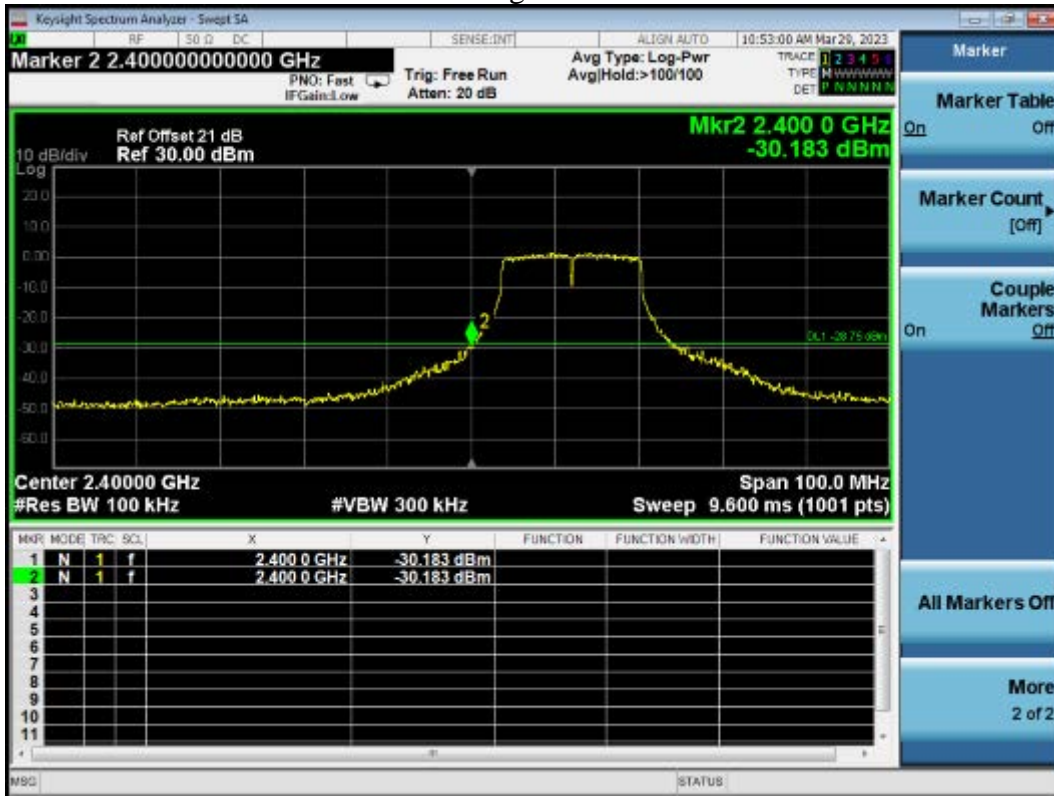 Keysight Spectrum Analyzer - Swept SA
RF 50 Ω DC SENSE:INT ALIGN AUTO 10:53:00 AM Mar 29, 2023
Marker 2 2.400000000000 GHz
PNO: Fast
IFGain:Low
Trig: Free Run
Atten: 20 dB
Avg Type: Log-Pwr
Avg|Hold:>100/100
TRACE 1 2 3 4 5 6
TYPE M W W W W W
DET P N N N N N
Ref Offset 21 dB
10 dB/div Ref 30.00 dBm
Log
Mkr2 2.400 0 GHz
-30.183 dBm
20.0
10.0
0.00
-10.0
-20.0
-30.0
-40.0
-50.0
-60.0
2
DL1 -28.75 dBm
Center 2.40000 GHz Span 100.0 MHz
#Res BW 100 kHz #VBW 300 kHz Sweep 9.600 ms (1001 pts)
MKR MODE TRC SCL X Y FUNCTION FUNCTION WIDTH FUNCTION VALUE
1 N 1 f 2.400 0 GHz -30.183 dBm
2 N 1 f 2.400 0 GHz -30.183 dBm
3
4
5
6
7
8
9
10
11
MSG STATUS
Marker
Marker Table
On Off
Marker Count
[Off]
Couple
Markers
On Off
All Markers Off
More
2 of 2